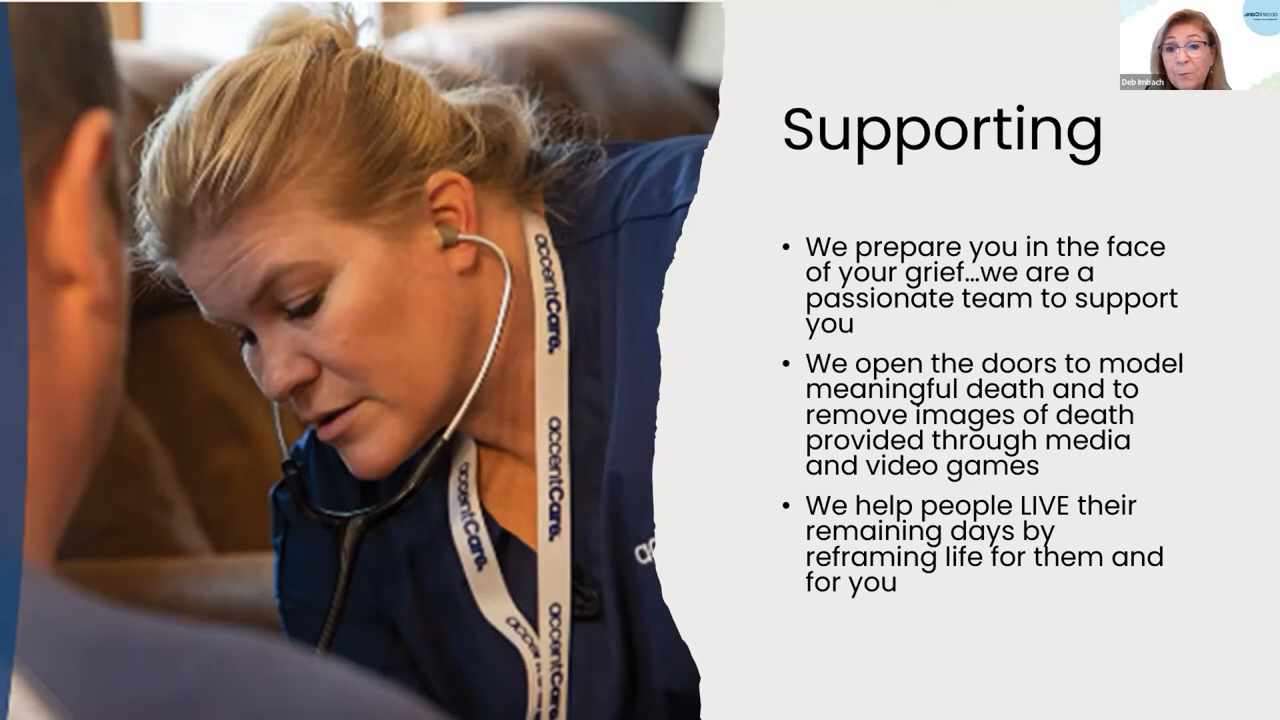 Deb Imbach
Supporting
• We prepare you in the face
of your grief...we are a
passionate team to support
you
• We open the doors to model
meaningful death and to
remove images of death
provided through media
and video games
• We help people LIVE their
remaining days by
reframing life for them and
for you
accentCare.
accentCare.
accentCare.
accentCare.